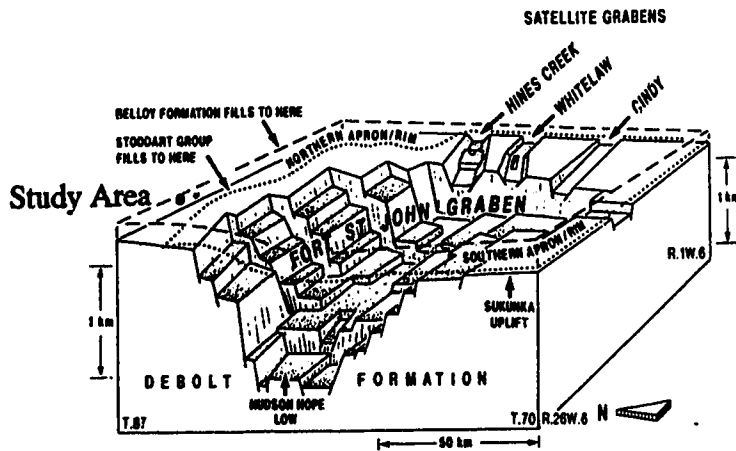 SATELLITE GRABENS
HINES CREEK
WHITELAW
CINDY
BELLOY FORMATION FILLS TO HERE
STODDART GROUP
FILLS TO HERE
NORTHERN APRON/RIM
Study Area
FORT ST. JOHN GRABEN
1 km
SOUTHERN APRON/RIM
R.1W.6
SUKUNKA
UPLIFT
1 km
DEBOLT FORMATION
HUDSON HOPE
LOW
T.87
T.70 R.26W.6 N
50 km